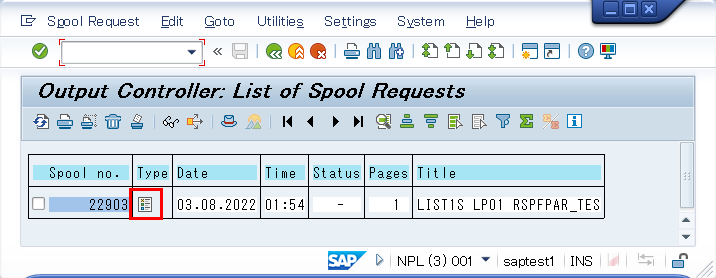 Spool Request Edit Goto Utilities Settings System Help
Output Controller: List of Spool Requests
Spool no. Type Date Time Status Pages Title
22903 03.08.2022 01:54 - 1 LIST1S LP01 RSPFPAR_TES
SAP NPL (3) 001 saptest1 INS